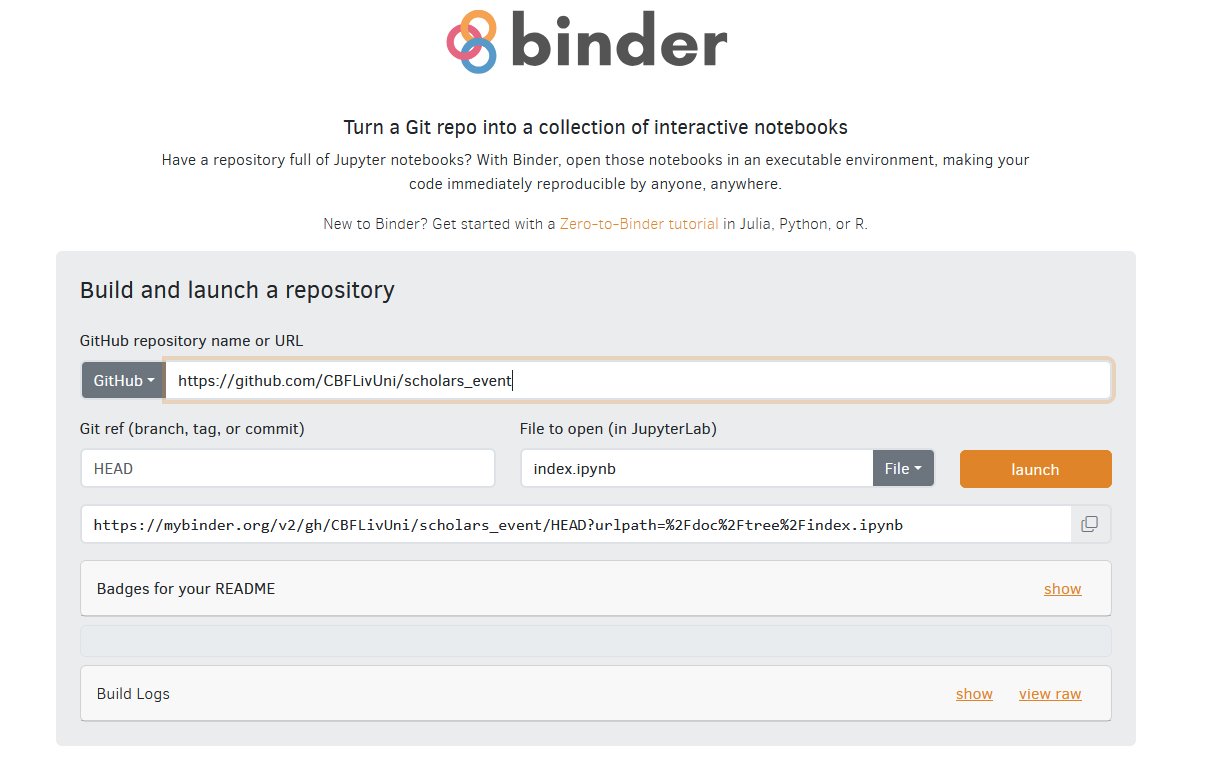 binder
Turn a Git repo into a collection of interactive notebooks
Have a repository full of Jupyter notebooks? With Binder, open those notebooks in an executable environment, making your
code immediately reproducible by anyone, anywhere.
New to Binder? Get started with a Zero-to-Binder tutorial in Julia, Python, or R.
Build and launch a repository
GitHub repository name or URL
GitHub https://github.com/CBFLivUni/scholars_event
Git ref (branch, tag, or commit) File to open (in JupyterLab)
HEAD index.ipynb File launch
https://mybinder.org/v2/gh/CBFLivUni/scholars_event/HEAD?urlpath=%2Fdoc%2Ftree%2Findex.ipynb
Badges for your README show
Build Logs show view raw